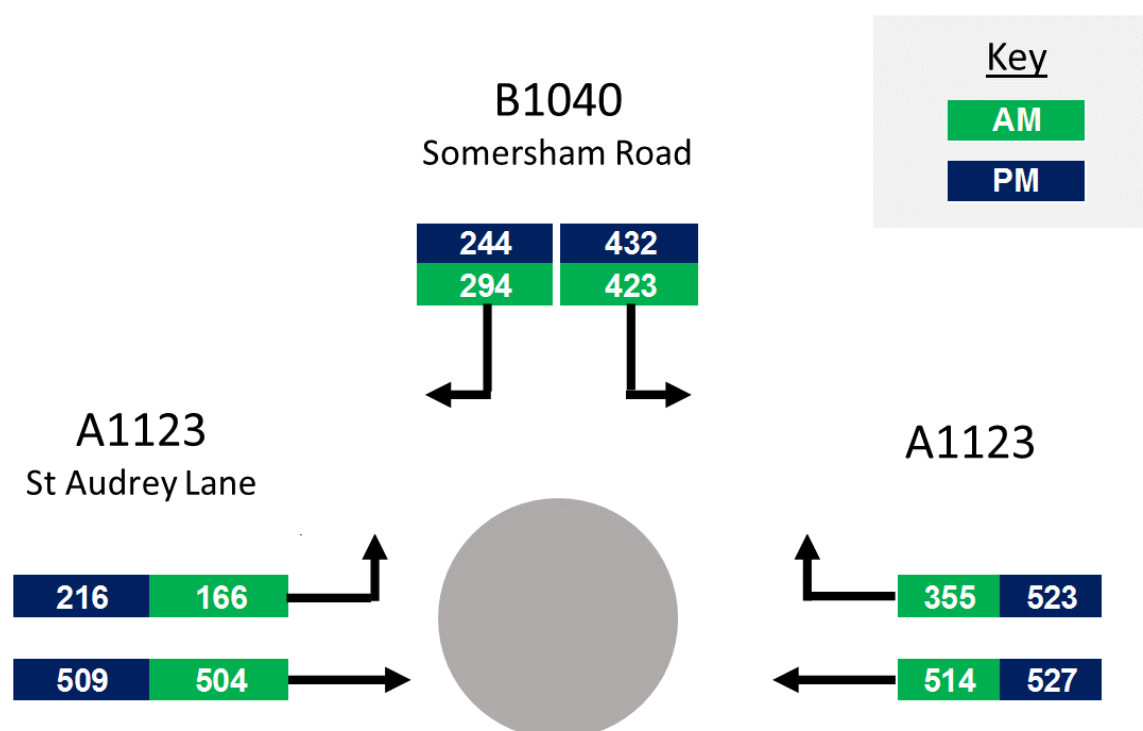 Key
AM
PM
B1040
Somersham Road
244 432
294 423
A1123
St Audrey Lane
A1123
216 166
355 523
509 504
514 527